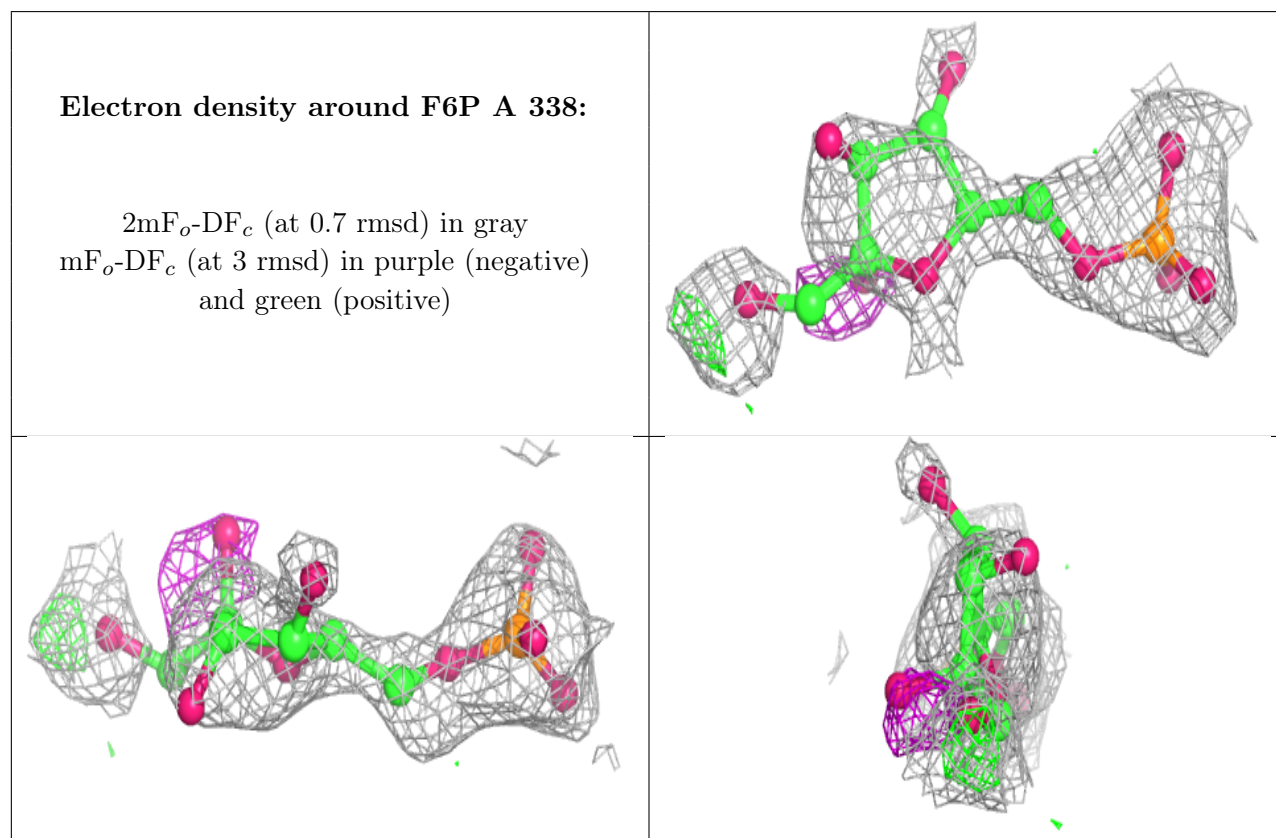 Electron density around F6P A 338:
2mFo-DFc (at 0.7 rmsd) in gray
mFo-DFc (at 3 rmsd) in purple (negative)
and green (positive)